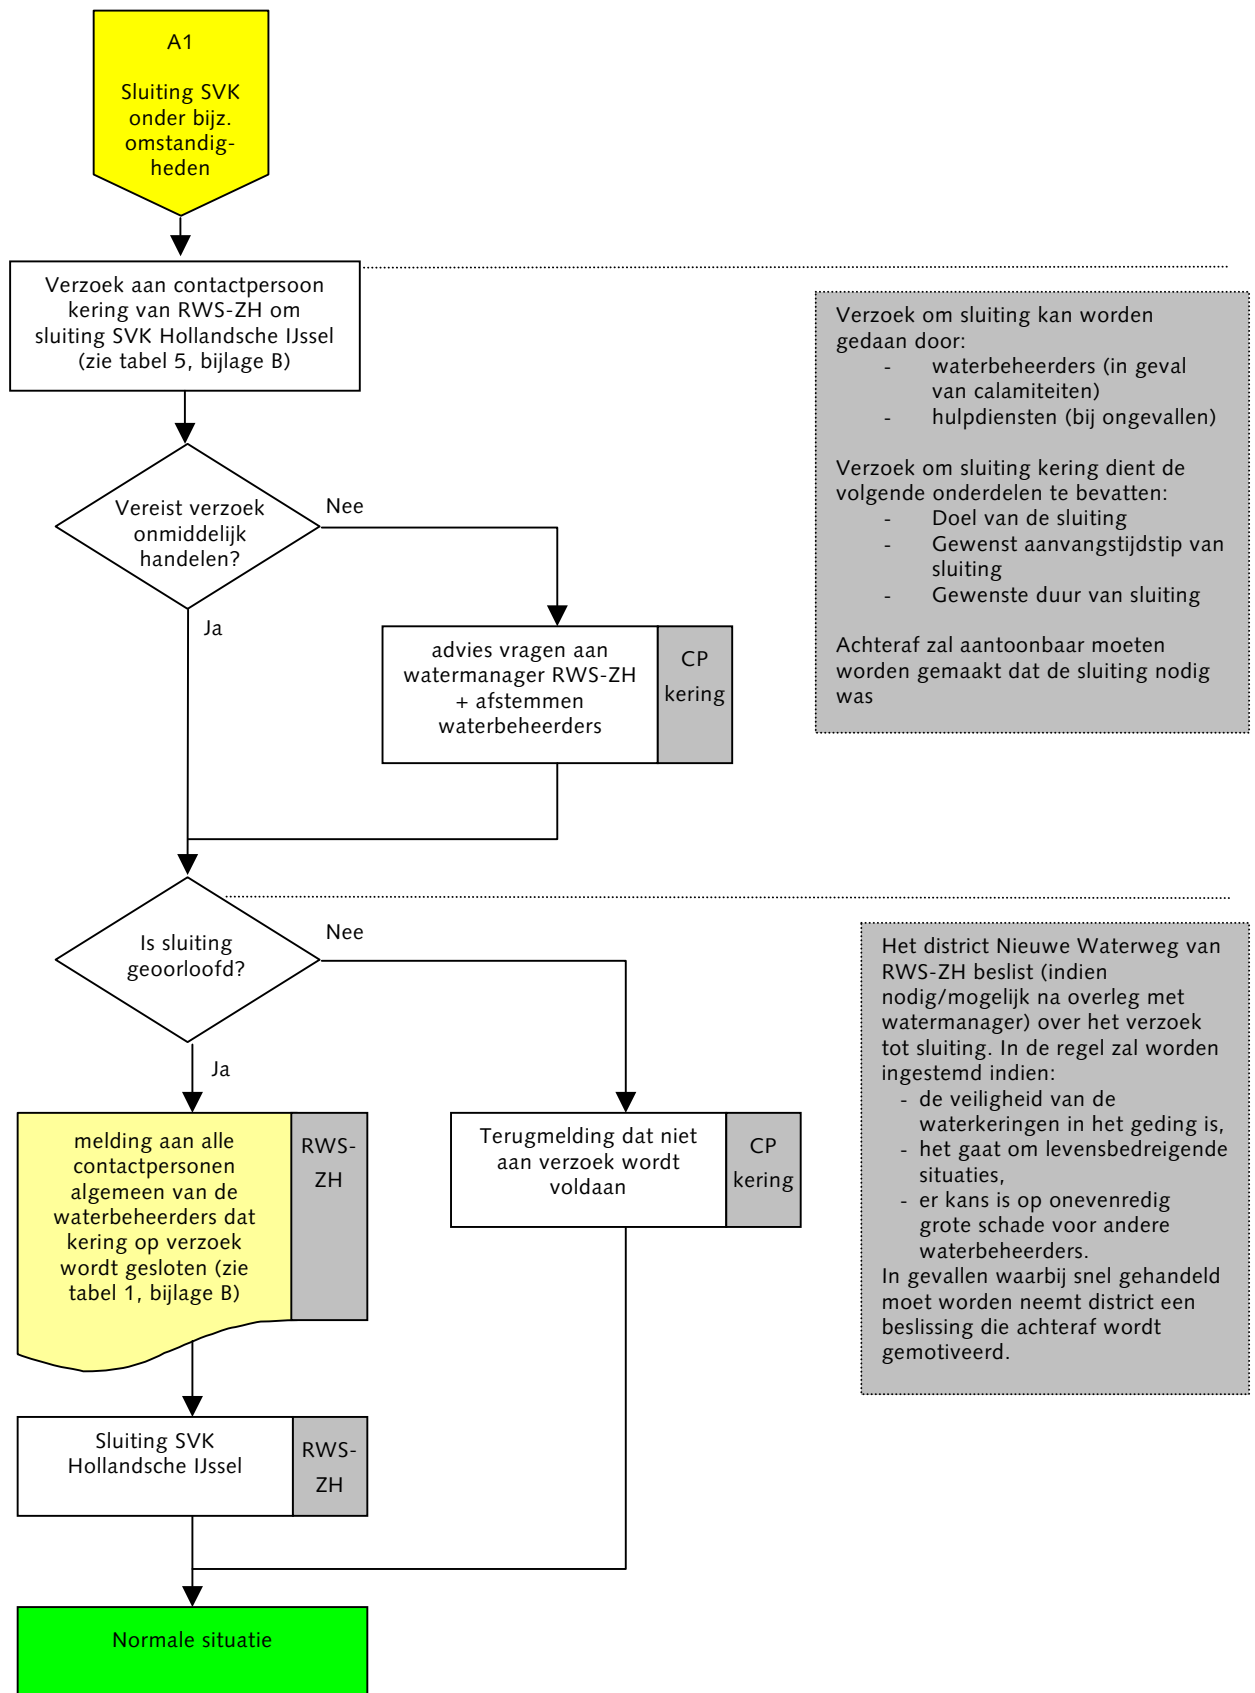 A1
Sluiting SVK
onder bijz.
omstandig-
heden
Verzoek aan contactpersoon
kering van RWS-ZH om
sluiting SVK Hollandsche IJssel
(zie tabel 5, bijlage B)
Verzoek om sluiting kan worden
gedaan door:
- waterbeheerders (in geval
van calamiteiten)
- hulpdiensten (bij ongevallen)
Verzoek om sluiting kering dient de
volgende onderdelen te bevatten:
- Doel van de sluiting
- Gewenst aanvangstijdstip van
sluiting
- Gewenste duur van sluiting
Achteraf zal aantoonbaar moeten
worden gemaakt dat de sluiting nodig
was
Vereist verzoek
onmiddelijk
handelen?
Nee
Ja
advies vragen aan
watermanager RWS-ZH
+ afstemmen
waterbeheerders
CP
kering
Is sluiting
geoorloofd?
Nee
Ja
Het district Nieuwe Waterweg van
RWS-ZH beslist (indien
nodig/mogelijk na overleg met
watermanager) over het verzoek
tot sluiting. In de regel zal worden
ingestemd indien:
- de veiligheid van de
waterkeringen in het geding is,
- het gaat om levensbedreigende
situaties,
- er kans is op onevenredig
grote schade voor andere
waterbeheerders.
In gevallen waarbij snel gehandeld
moet worden neemt district een
beslissing die achteraf wordt
gemotiveerd.
melding aan alle
contactpersonen
algemeen van de
waterbeheerders dat
kering op verzoek
wordt gesloten (zie
tabel 1, bijlage B)
RWS-
ZH
Terugmelding dat niet
aan verzoek wordt
voldaan
CP
kering
Sluiting SVK
Hollandsche IJssel
RWS-
ZH
Normale situatie